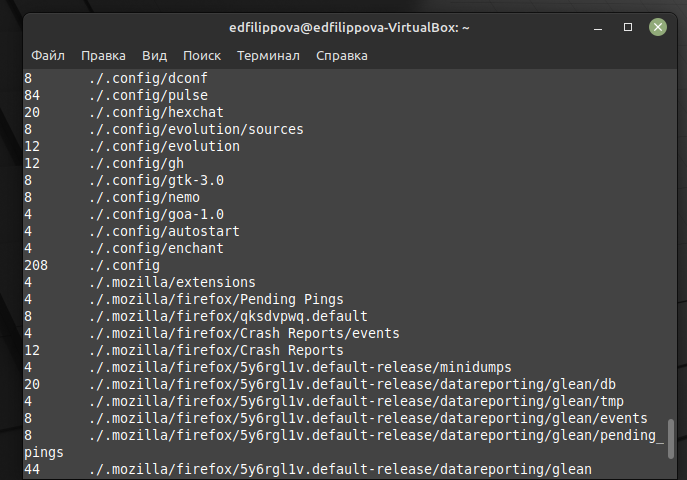 edfilippova@edfilippova-VirtualBox: ~
Файл Правка Вид Поиск Терминал Справка
8 ./.config/dconf
84 ./.config/pulse
20 ./.config/hexchat
8 ./.config/evolution/sources
12 ./.config/evolution
12 ./.config/gh
8 ./.config/gtk-3.0
8 ./.config/nemo
4 ./.config/goa-1.0
4 ./.config/autostart
4 ./.config/enchant
208 ./.config
4 ./.mozilla/extensions
4 ./.mozilla/firefox/Pending Pings
8 ./.mozilla/firefox/qksdvpwq.default
4 ./.mozilla/firefox/Crash Reports/events
12 ./.mozilla/firefox/Crash Reports
4 ./.mozilla/firefox/5y6rgl1v.default-release/minidumps
20 ./.mozilla/firefox/5y6rgl1v.default-release/datareporting/glean/db
4 ./.mozilla/firefox/5y6rgl1v.default-release/datareporting/glean/tmp
8 ./.mozilla/firefox/5y6rgl1v.default-release/datareporting/glean/events
8 ./.mozilla/firefox/5y6rgl1v.default-release/datareporting/glean/pending_
pings
44 ./.mozilla/firefox/5y6rgl1v.default-release/datareporting/glean